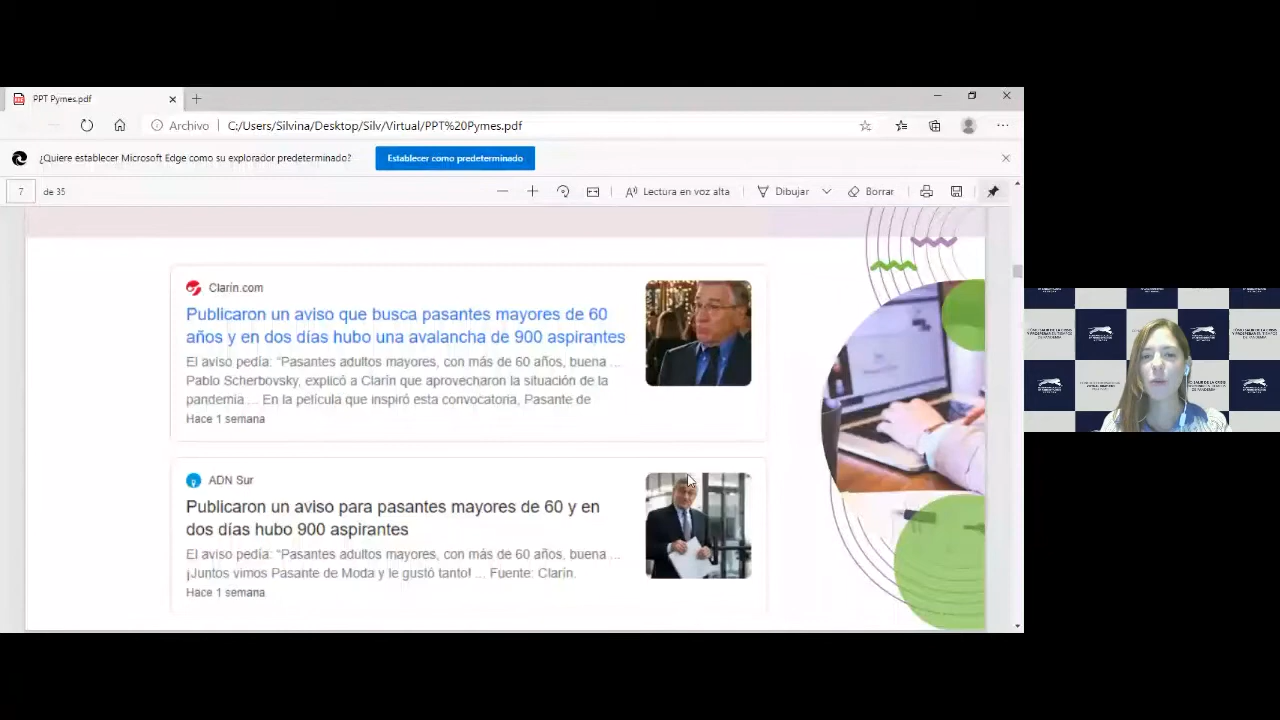 PPT Pymes.pdf
Archivo C:/Users/Silvina/Desktop/Silv/Virtual/PPT%20Pymes.pdf
¿Quiere establecer Microsoft Edge como su explorador predeterminado? Establecer como predeterminado
7 de 35 Lectura en voz alta Dibujar Borrar
Clarín.com
Publicaron un aviso que busca pasantes mayores de 60
años y en dos días hubo una avalancha de 900 aspirantes
El aviso pedía: “Pasantes adultos mayores, con más de 60 años, buena ...
Pablo Scherbovsky, explicó a Clarín que aprovecharon la situación de la
pandemia ... En la película que inspiró esta convocatoria, Pasante de
Hace 1 semana
ADN Sur
Publicaron un aviso para pasantes mayores de 60 y en
dos días hubo 900 aspirantes
El aviso pedía: “Pasantes adultos mayores, con más de 60 años, buena ...
¡Juntos vimos Pasante de Moda y le gustó tanto! ... Fuente: Clarín.
Hace 1 semana